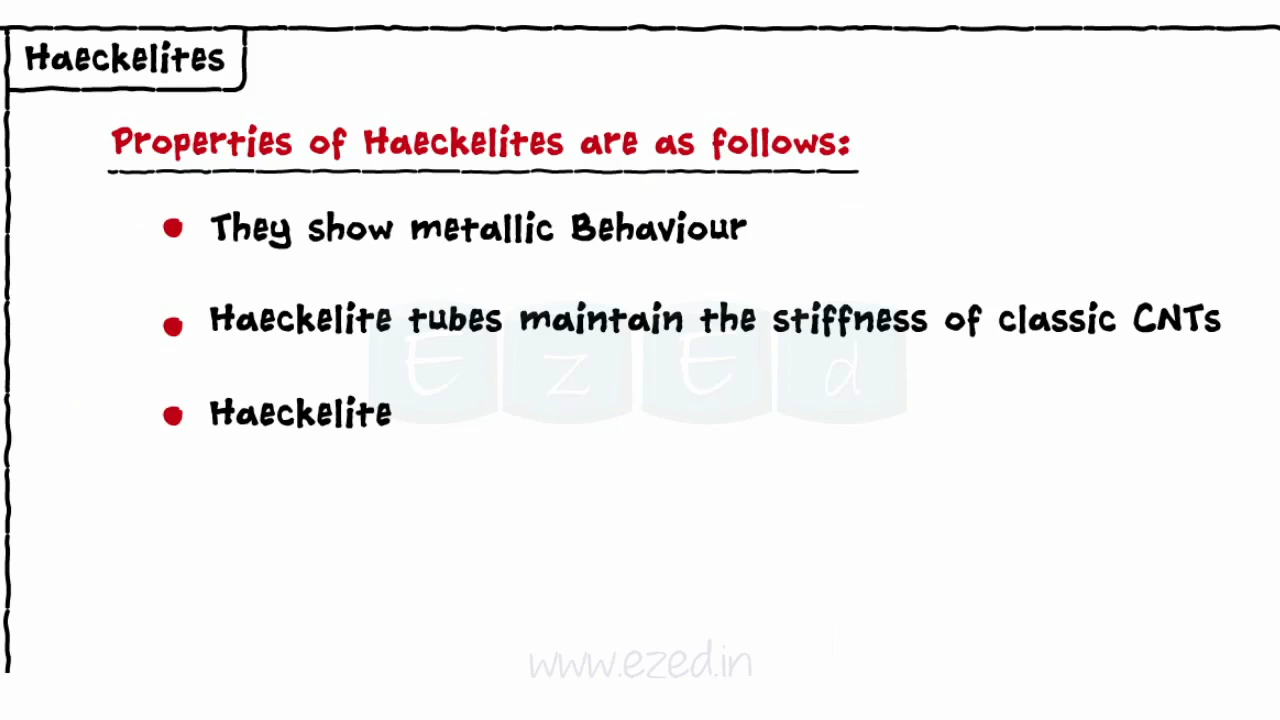 Haeckelites
Properties of Haeckelites are as follows:
They show metallic Behaviour
Haeckelite tubes maintain the stiffness of classic CNTs
Haeckelite
EzEd
www.ezed.in